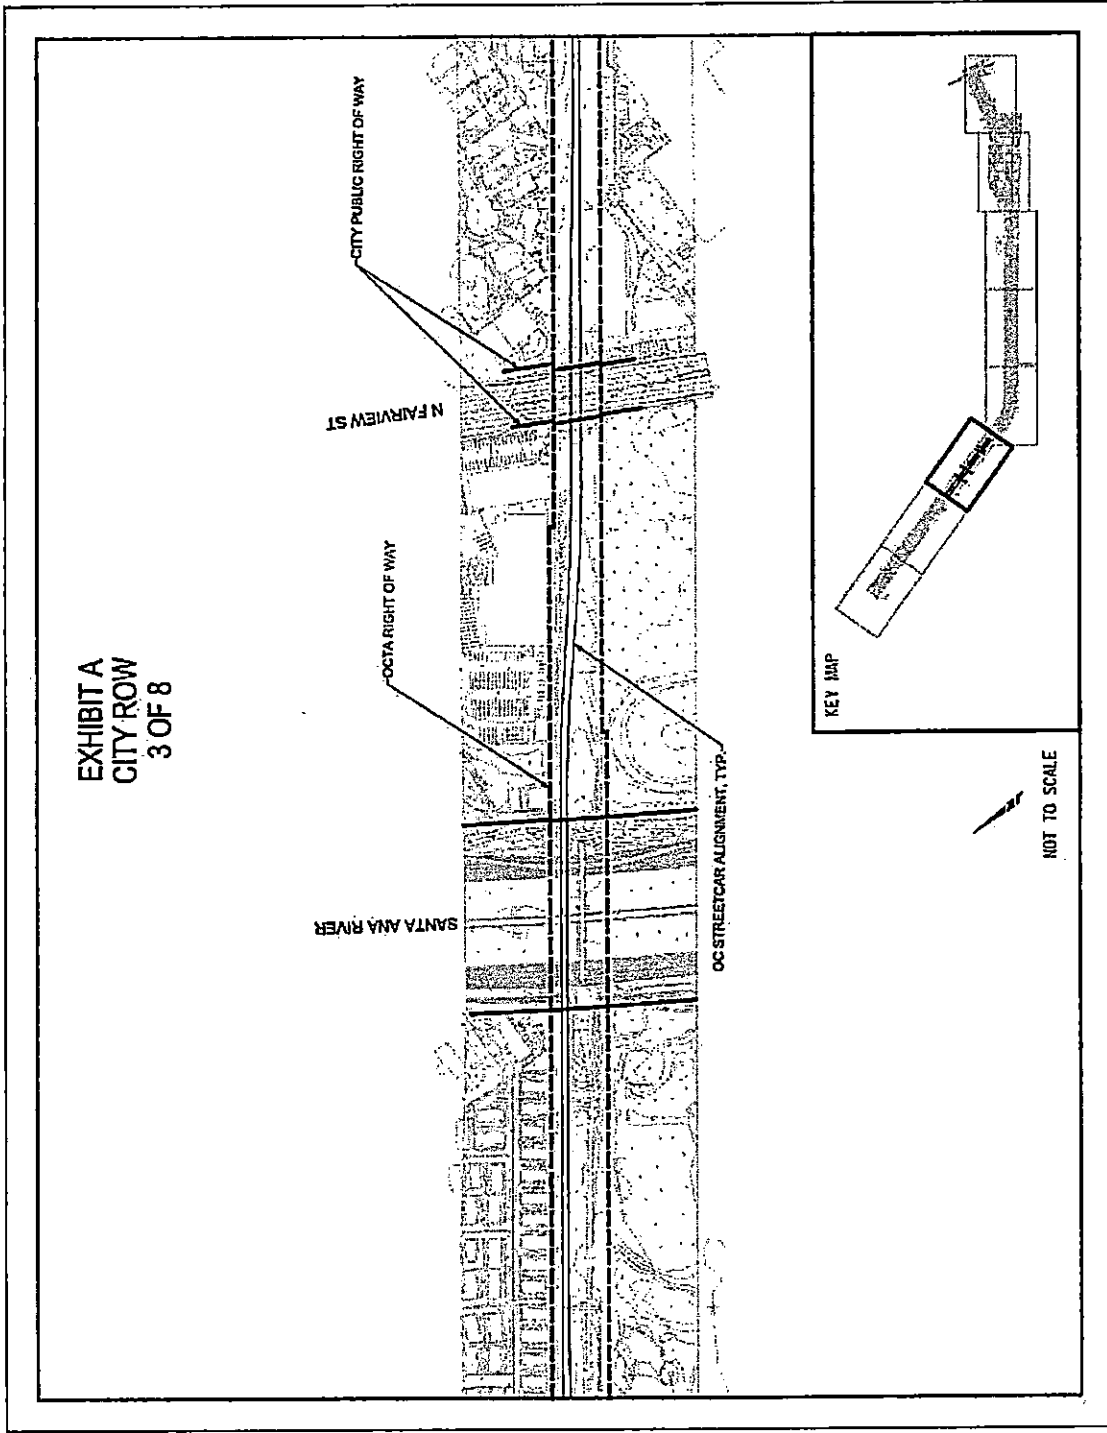 EXHIBIT A
CITY ROW
3 OF 8
SANTA ANA RIVER
OCTA RIGHT OF WAY
N FAIRVIEW ST
CITY PUBLIC RIGHT OF WAY
OC STREETCAR ALIGNMENT, TYP.
NOT TO SCALE
KEY MAP